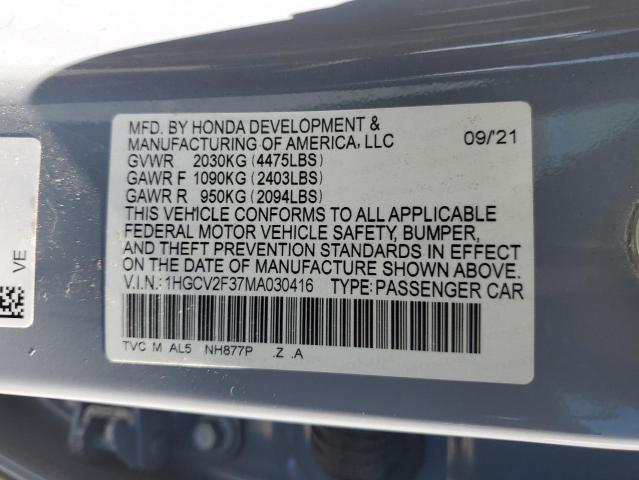 MFD. BY HONDA DEVELOPMENT &
MANUFACTURING OF AMERICA, LLC 09/21
GVWR 2030KG (4475LBS)
GAWR F 1090KG (2403LBS)
GAWR R 950KG (2094LBS)
THIS VEHICLE CONFORMS TO ALL APPLICABLE
FEDERAL MOTOR VEHICLE SAFETY, BUMPER,
AND THEFT PREVENTION STANDARDS IN EFFECT
ON THE DATE OF MANUFACTURE SHOWN ABOVE.
V.I.N.: 1HGCV2F37MA030416 TYPE: PASSENGER CAR
TVC M AL5 NH877P .Z .A
VE